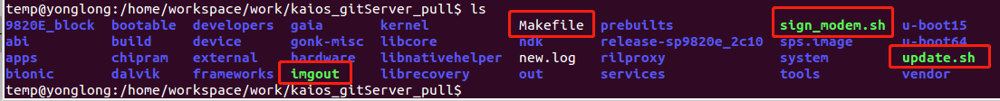 temp@yonglong:/home/workspace/work/kaios_gitServer_pull$ ls
9820E_block bootable developers gaia kernel Makefile prebuilts sign_modem.sh u-boot15
abi build device gonk-misc libcore ndk release-sp9820e_2c10 sps.image u-boot64
apps chipram external hardware libnativehelper new.log rilproxy system update.sh
bionic dalvik frameworks imgout librecovery out services tools vendor
temp@yonglong:/home/workspace/work/kaios_gitServer_pull$